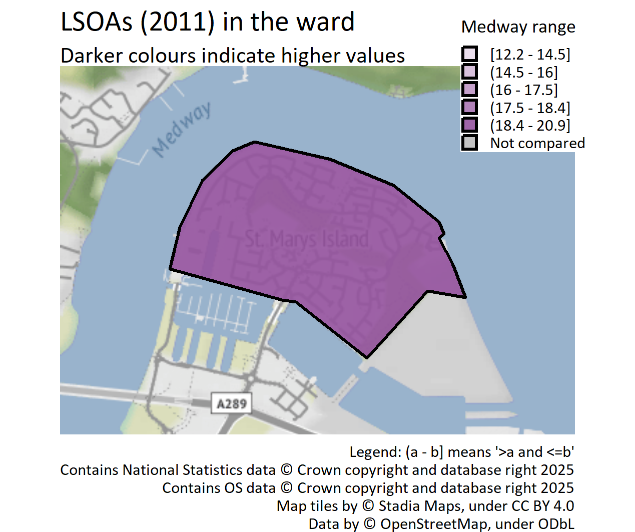 LSOAs (2011) in the ward
Darker colours indicate higher values
Medway range
[12.2 - 14.5]
(14.5 - 16]
(16 - 17.5]
(17.5 - 18.4]
(18.4 - 20.9]
Not compared
Medway
St. Marys Island
A289
Legend: (a - b] means '>a and <=b'
Contains National Statistics data © Crown copyright and database right 2025
Contains OS data © Crown copyright and database right 2025
Map tiles by © Stadia Maps, under CC BY 4.0
Data by © OpenStreetMap, under ODbL